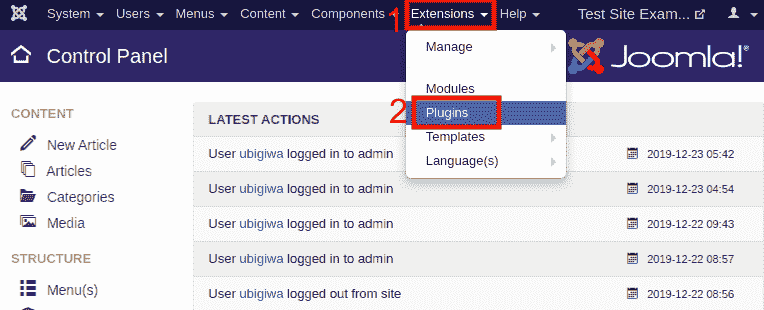 System Users Menus Content Components 1 Extensions Help Test Site Exam...
Control Panel
Joomla!®
Manage
Modules
2 Plugins
Templates
Language(s)
CONTENT
New Article
Articles
Categories
Media
STRUCTURE
Menu(s)
LATEST ACTIONS
User ubigiwa logged in to admin 2019-12-23 05:42
User ubigiwa logged in to admin 2019-12-23 04:54
User ubigiwa logged in to admin 2019-12-22 09:43
User ubigiwa logged in to admin 2019-12-22 08:57
User ubigiwa logged out from site 2019-12-22 08:56